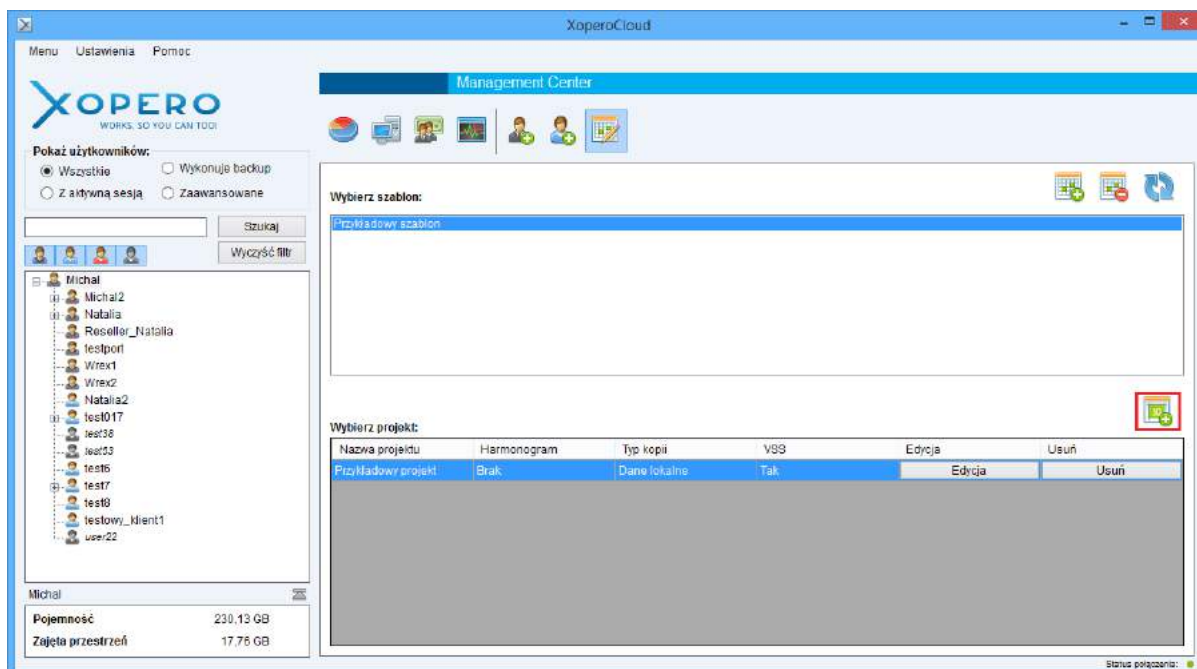 XoperoCloud
Menu Ustawienia Pomoc
XOPERO
WORKS, SO YOU CAN TOO!
Management Center
Pokaż użytkowników:
Wszystkie Wykonuje backup
Z aktywną sesją Zaawansowane
Szukaj
Wyczyść filtr
Michal
Michal2
Natalia
Reseller_Natalia
testport
Wrex1
Wrex2
Natalia2
test017
test38
test53
test6
test7
test8
testowy_klient1
user22
Michal
Pojemność 230,13 GB
Zajęta przestrzeń 17,76 GB
Wybierz szablon:
Przykładowy szablon
Wybierz projekt:
Nazwa projektu Harmonogram Typ kopii VSS Edycja Usuń
Przykładowy projekt Brak Dane lokalne Tak Edycja Usuń
Status połączenia: